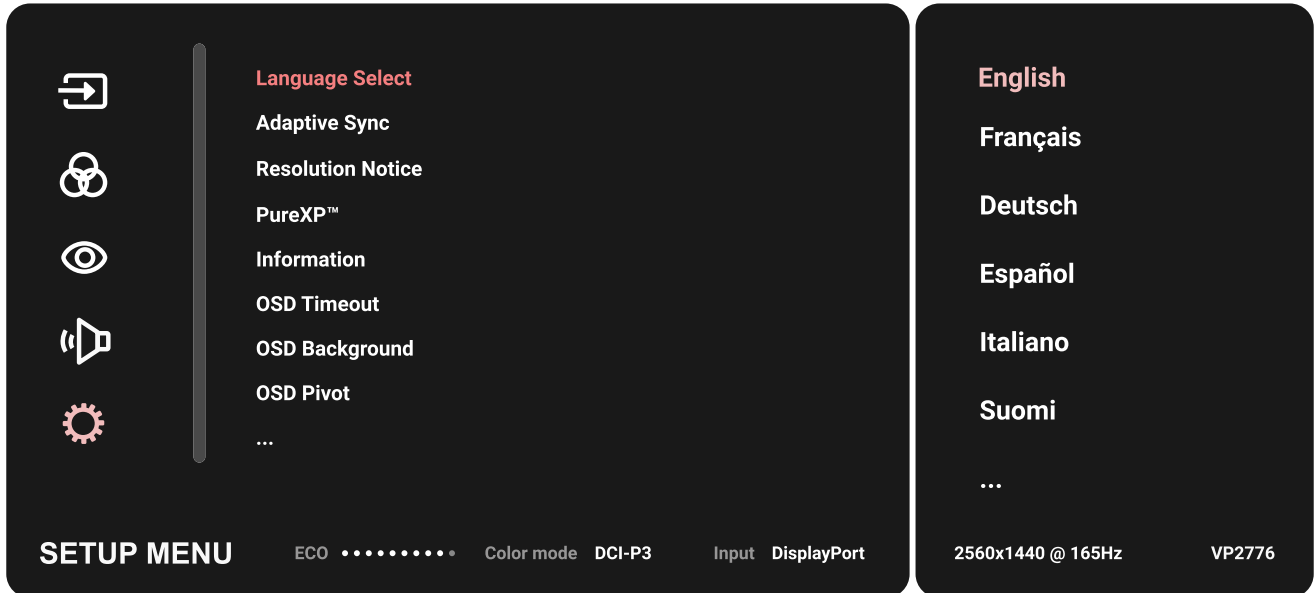 Language Select
Adaptive Sync
Resolution Notice
PureXP™
Information
OSD Timeout
OSD Background
OSD Pivot
...
English
Français
Deutsch
Español
Italiano
Suomi
...
SETUP MENU ECO Color mode DCI-P3 Input DisplayPort 2560x1440 @ 165Hz VP2776